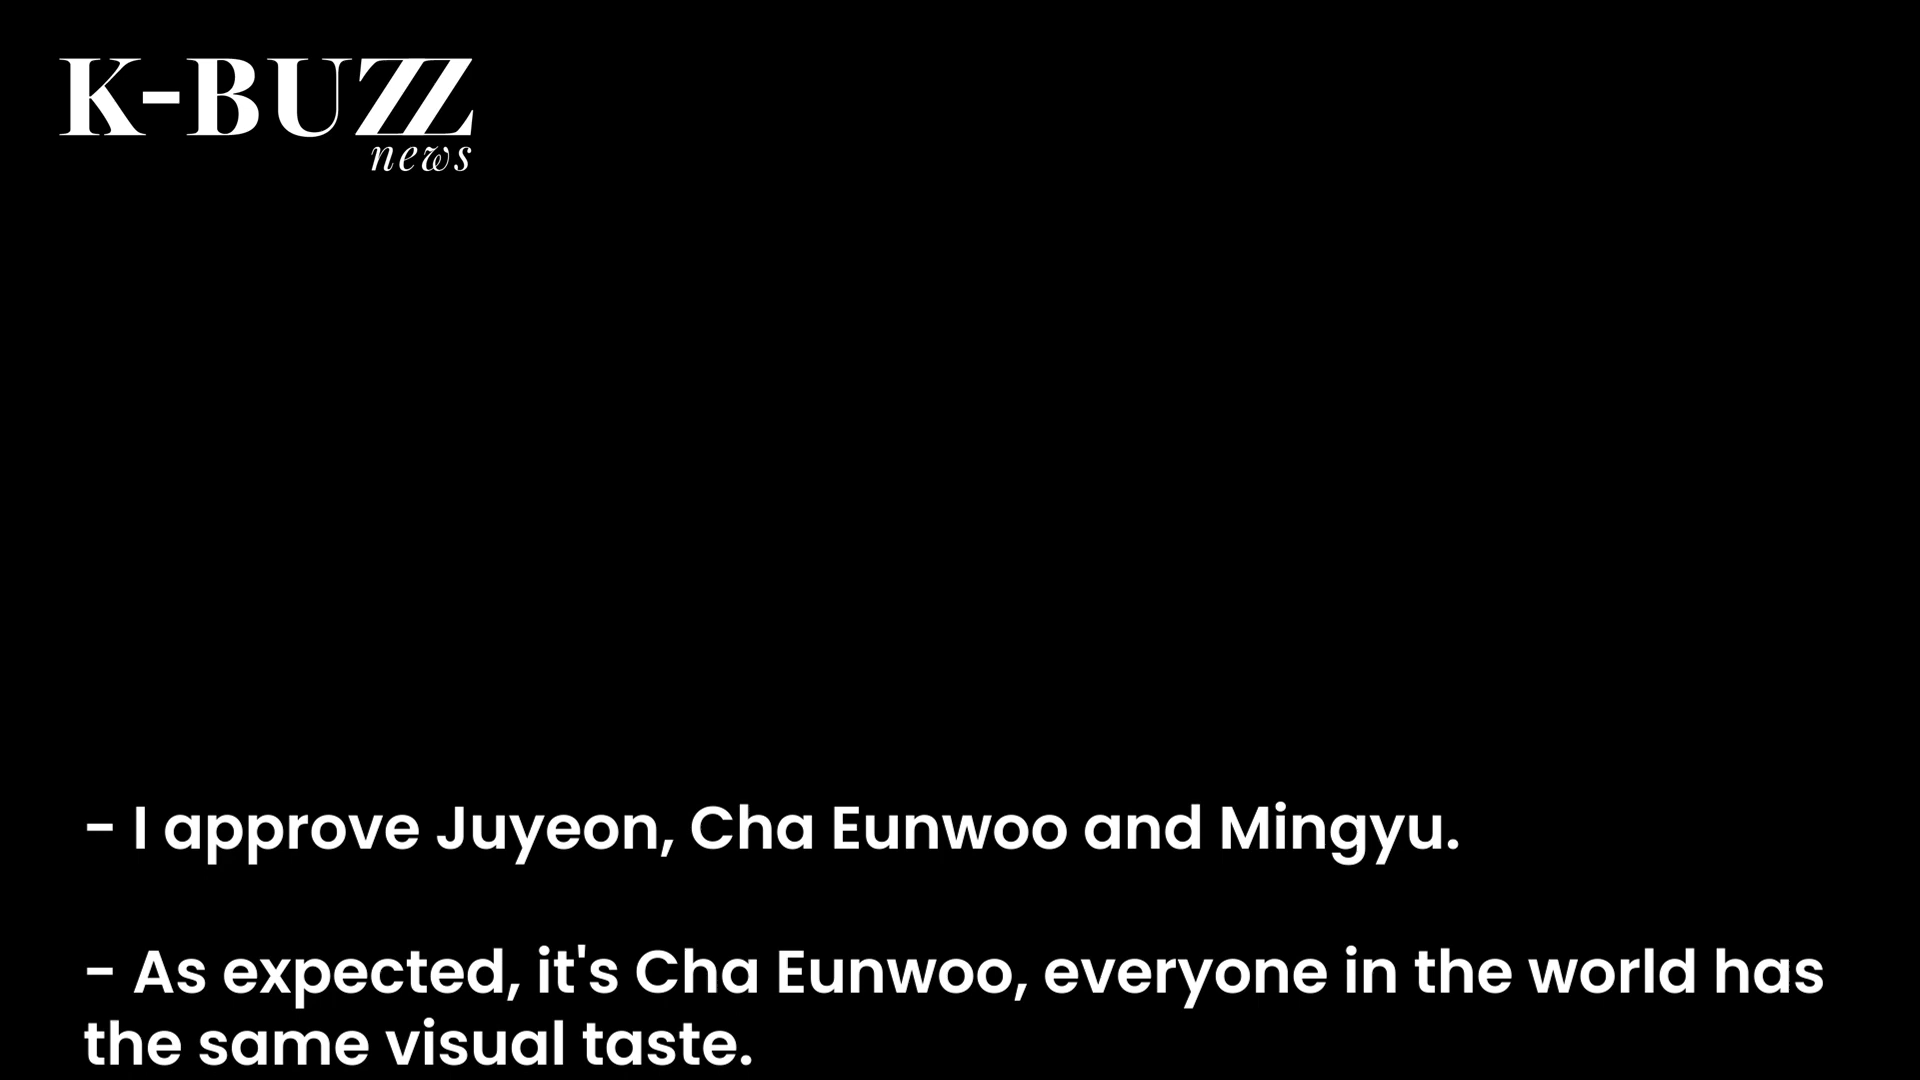 K-BUZZ
news
- I approve Juyeon, Cha Eunwoo and Mingyu.
- As expected, it's Cha Eunwoo, everyone in the world has
the same visual taste.